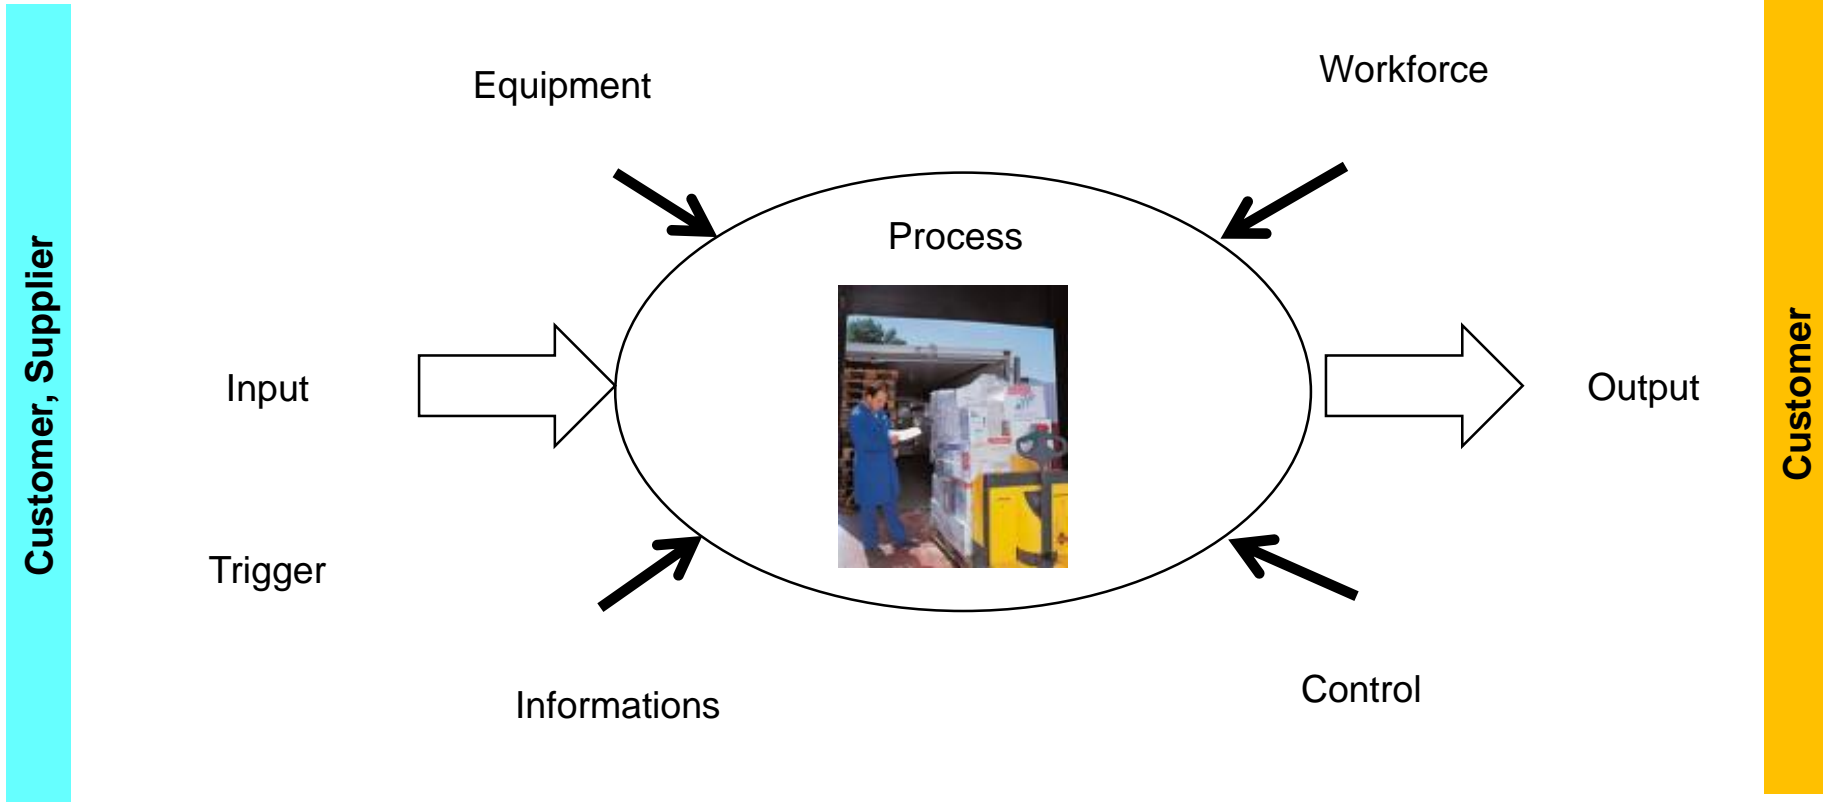 Customer, Supplier
Equipment
Workforce
Process
Input
Output
Customer
Trigger
Informations
Control